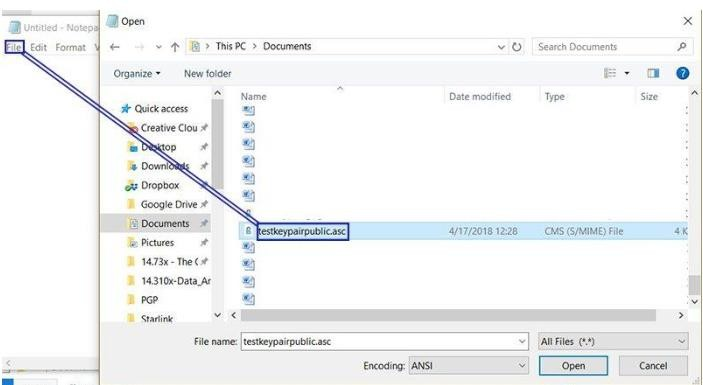 Untitled - Notepa
File Edit Format V
Open
This PC > Documents
Search Documents
Organize
New folder
Name
Date modified
Type
Size
Quick access
Creative Clou
Desktop
Downloads
Dropbox
Google Drive
Documents
Pictures
14.73x - The (
14.310x-Data_Ar
PGP
Starlink
testkeypairpublic.asc
4/17/2018 12:28
CMS (S/MIME) File
4 K
File name: testkeypairpublic.asc
All Files (*.*)
Encoding: ANSI
Open
Cancel